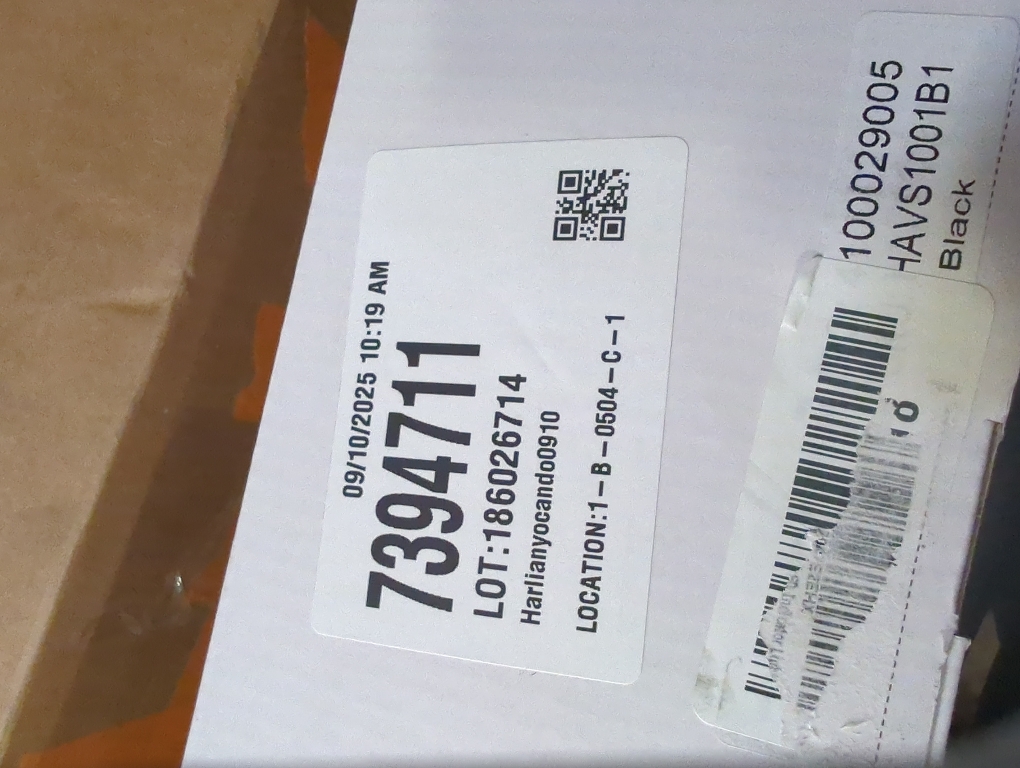 09/10/2025 10:19 AM
7394711
LOT:186026714
Harlianyocando0910
LOCATION:1-B-0504-C-1
100029005
HAVS1001B1
Black